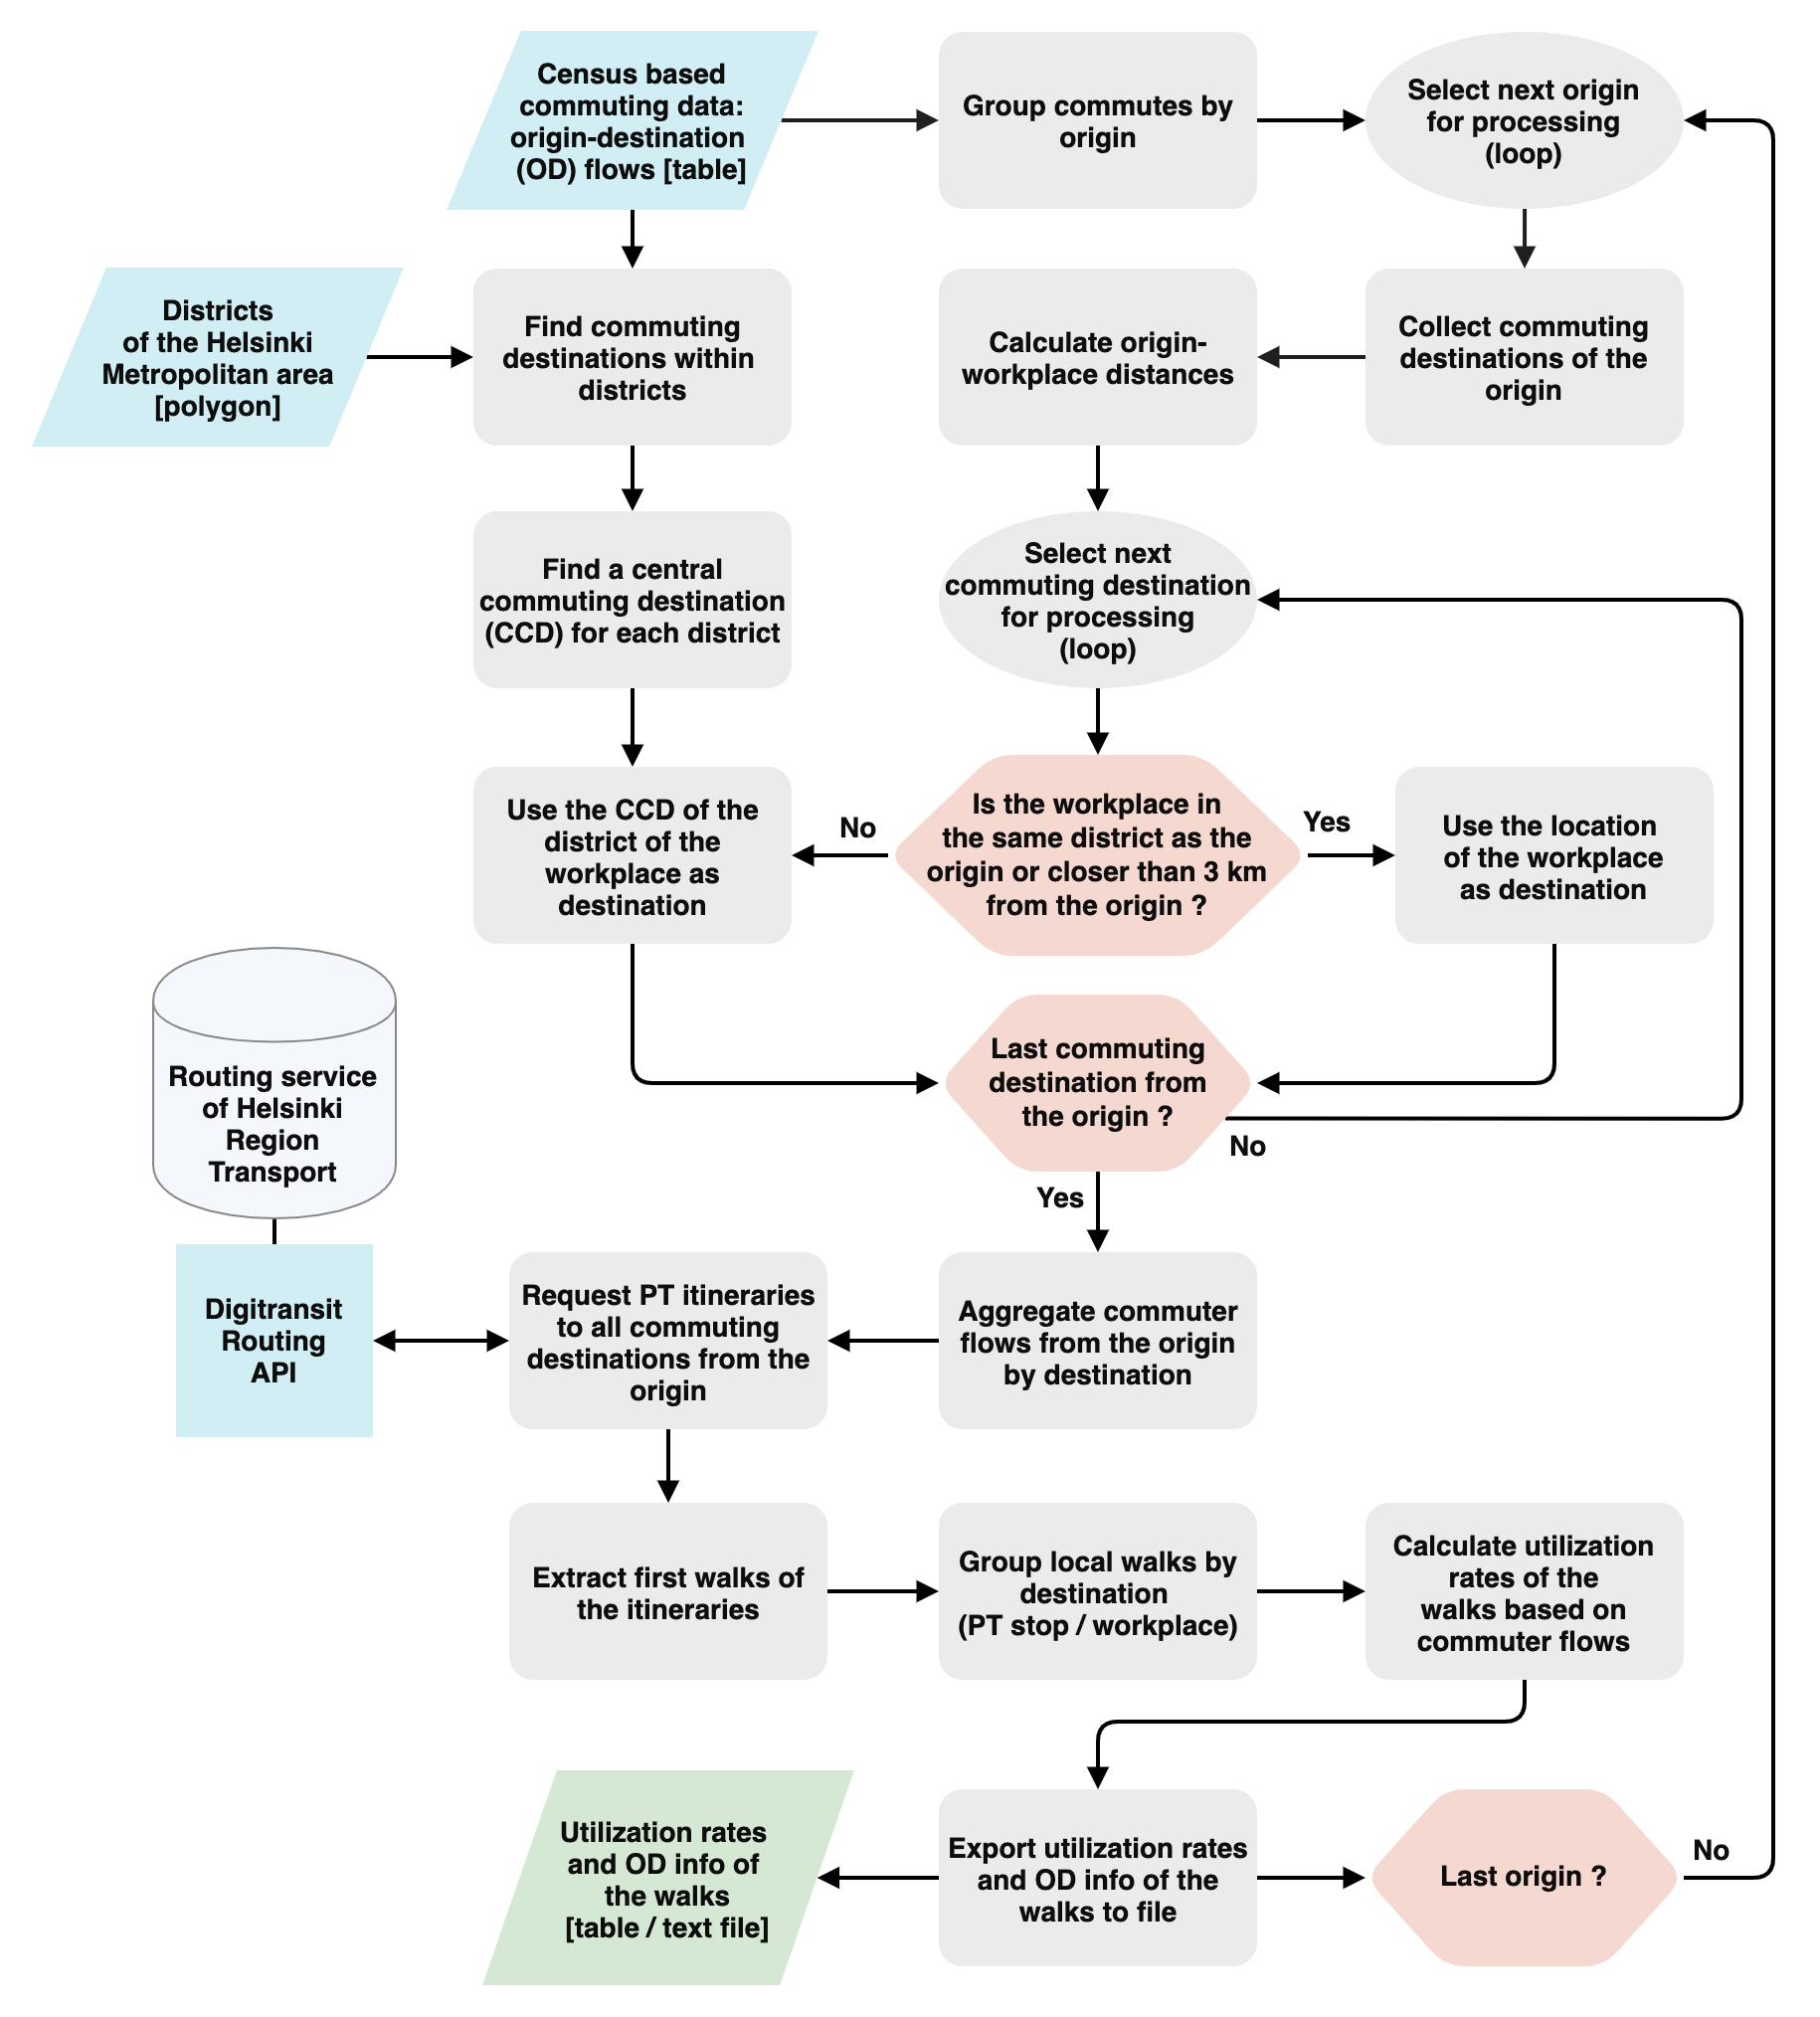 Census based
commuting data:
origin-destination
(OD) flows [table]
Group commutes by
origin
Select next origin
for processing
(loop)
Districts
of the Helsinki
Metropolitan area
[polygon]
Find commuting
destinations within
districts
Calculate origin-
workplace distances
Collect commuting
destinations of the
origin
Find a central
commuting destination
(CCD) for each district
Select next
commuting destination
for processing
(loop)
Use the CCD of the
district of the
workplace as
destination
No
Is the workplace in
the same district as the
origin or closer than 3 km
from the origin ?
Yes
Use the location
of the workplace
as destination
Routing service
of Helsinki
Region
Transport
Last commuting
destination from
the origin ?
No
Yes
Digitransit
Routing
API
Request PT itineraries
to all commuting
destinations from the
origin
Aggregate commuter
flows from the origin
by destination
Extract first walks of
the itineraries
Group local walks by
destination
(PT stop / workplace)
Calculate utilization
rates of the
walks based on
commuter flows
Utilization rates
and OD info of
the walks
[table / text file]
Export utilization rates
and OD info of the
walks to file
Last origin ?
No